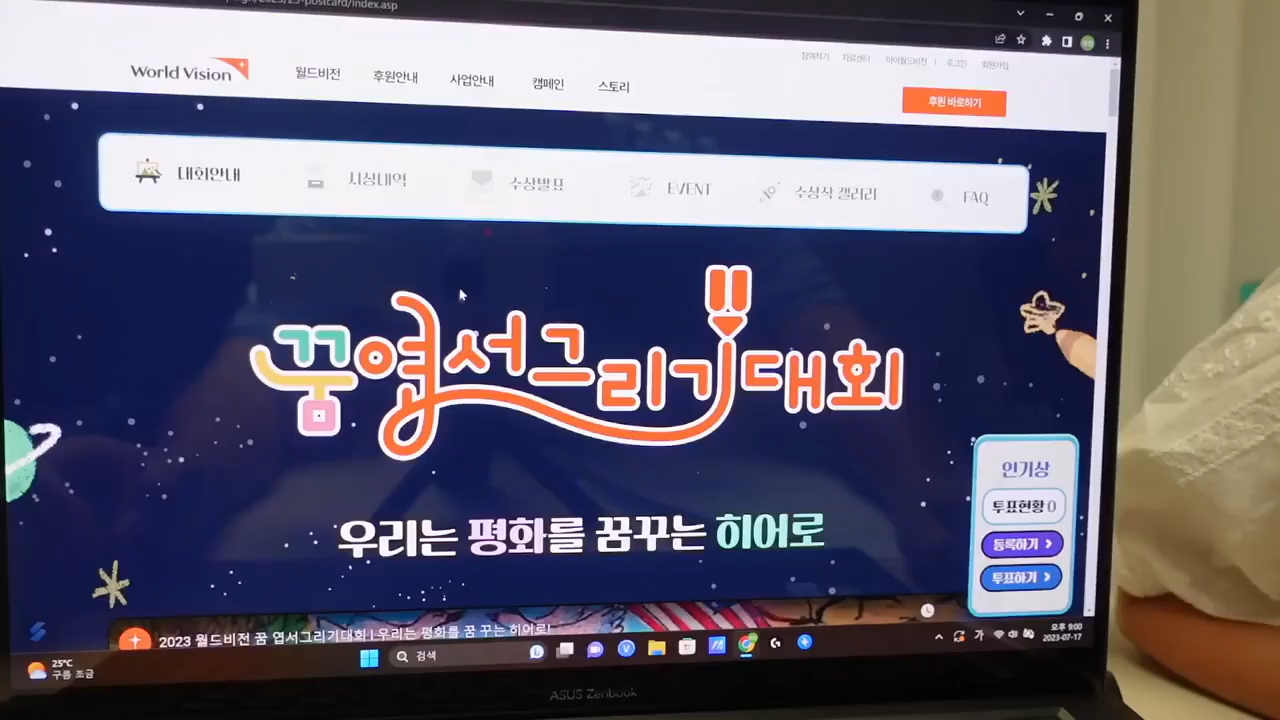 postcard/index.asp
World Vision 월드비전 후원안내 사업안내 캠페인 스토리
참여하기 자료센터 마이월드비전 | 로그인 회원가입
후원 바로하기
대회안내 시상내역 수상발표 EVENT 수상작 갤러리 FAQ
꿈엽서그리기대회
우리는 평화를 꿈꾸는 히어로
인기상
투표현황 0
등록하기 >
투표하기 >
2023 월드비전 꿈 엽서그리기대회 | 우리는 평화를 꿈 꾸는 히어로!
25°C
구름 조금
검색
가
오후 9:00
2023-07-17
ASUS Zenbook